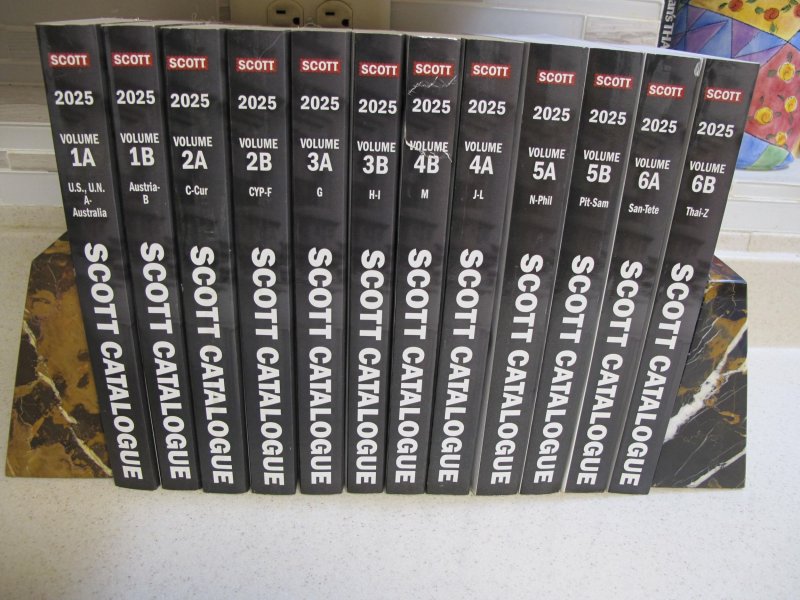 SCOTT
2025
VOLUME
1A
U.S., U.N.
A-
Australia
SCOTT CATALOGUE
SCOTT
2025
VOLUME
1B
Austria-
B
SCOTT CATALOGUE
SCOTT
2025
VOLUME
2A
C-Cur
SCOTT CATALOGUE
SCOTT
2025
VOLUME
2B
CYP-F
SCOTT CATALOGUE
SCOTT
2025
VOLUME
3A
G
SCOTT CATALOGUE
SCOTT
2025
VOLUME
3B
H-I
SCOTT CATALOGUE
SCOTT
2025
VOLUME
4B
M
SCOTT CATALOGUE
SCOTT
2025
VOLUME
4A
J-L
SCOTT CATALOGUE
SCOTT
2025
VOLUME
5A
N-Phil
SCOTT CATALOGUE
SCOTT
2025
VOLUME
5B
Pit-Sam
SCOTT CATALOGUE
SCOTT
2025
VOLUME
6A
San-Tete
SCOTT CATALOGUE
SCOTT
2025
VOLUME
6B
Thai-Z
SCOTT CATALOGUE